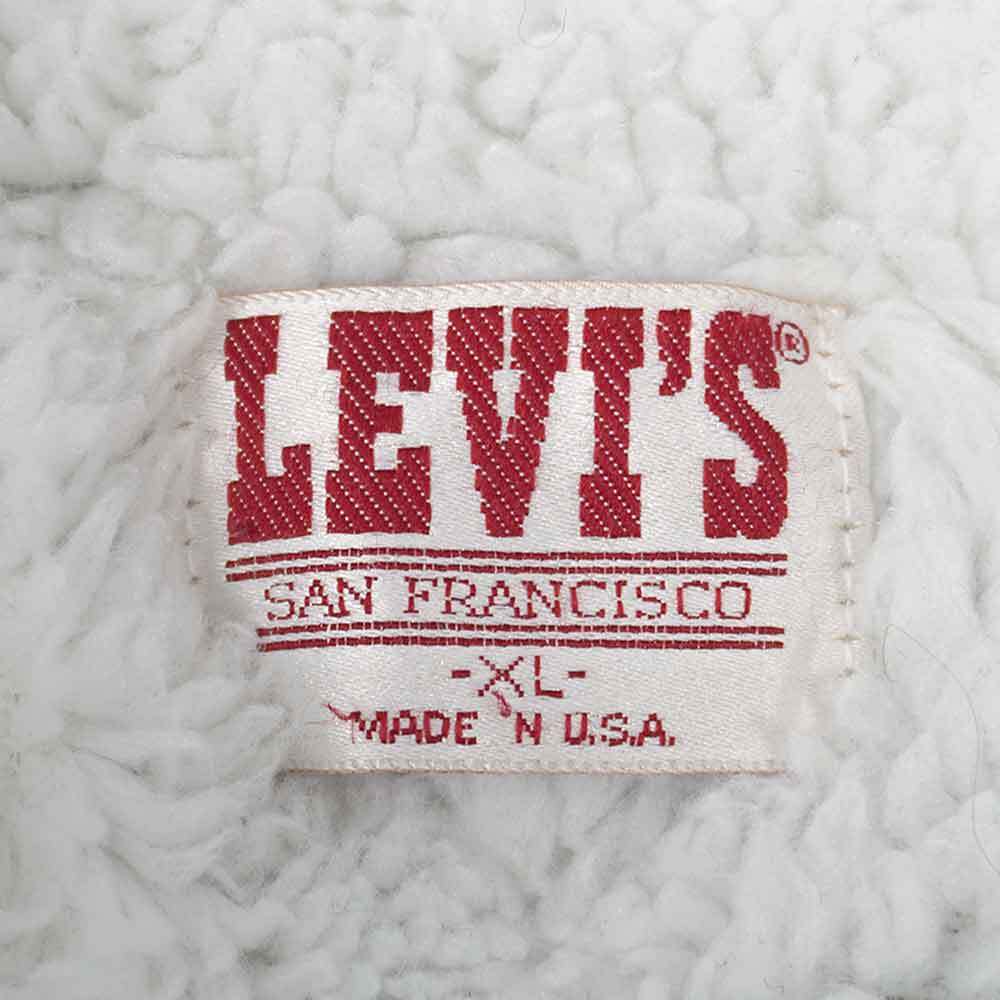 LEVI'S®
SAN FRANCISCO
-XL-
MADE 'N U.S.A.